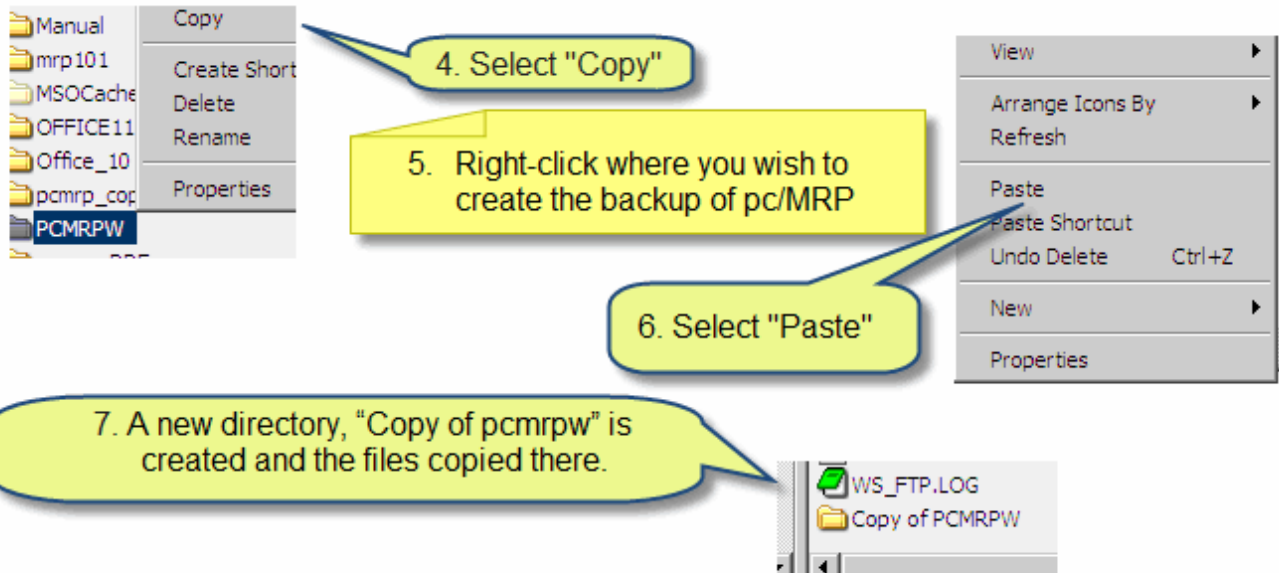 Manual
mrp101
MSOCache
OFFICE11
Office_10
pcmrp_cop
PCMRPW
Copy
Create Short
Delete
Rename
Properties
4. Select "Copy"
5. Right-click where you wish to
create the backup of pc/MRP
View
Arrange Icons By
Refresh
Paste
Paste Shortcut
Undo Delete Ctrl+Z
New
Properties
6. Select "Paste"
7. A new directory, “Copy of pcmrpw” is
created and the files copied there.
WS_FTP.LOG
Copy of PCMRPW